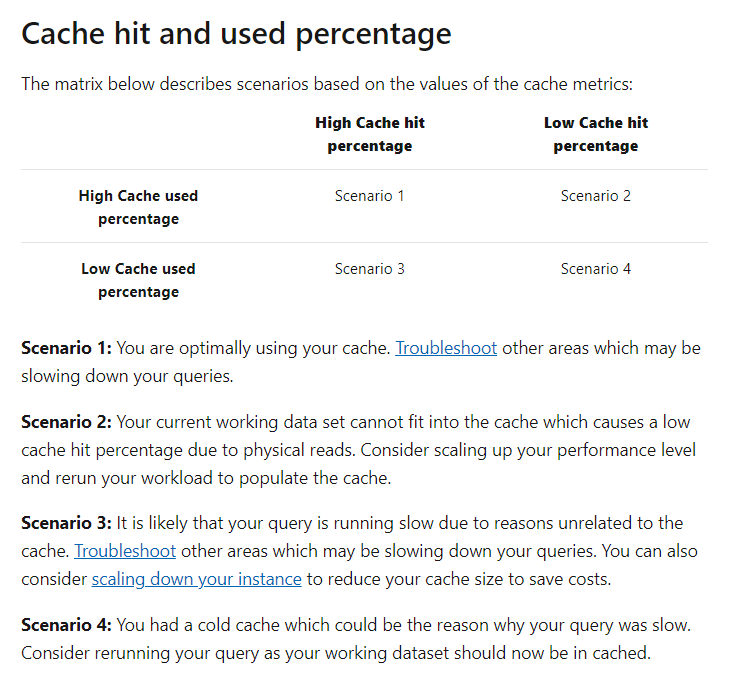 Cache hit and used percentage
The matrix below describes scenarios based on the values of the cache metrics:
High Cache hit percentage
Low Cache hit percentage
High Cache used percentage
Scenario 1
Scenario 2
Low Cache used percentage
Scenario 3
Scenario 4
Scenario 1: You are optimally using your cache. Troubleshoot other areas which may be
slowing down your queries.
Scenario 2: Your current working data set cannot fit into the cache which causes a low
cache hit percentage due to physical reads. Consider scaling up your performance level
and rerun your workload to populate the cache.
Scenario 3: It is likely that your query is running slow due to reasons unrelated to the
cache. Troubleshoot other areas which may be slowing down your queries. You can also
consider scaling down your instance to reduce your cache size to save costs.
Scenario 4: You had a cold cache which could be the reason why your query was slow.
Consider rerunning your query as your working dataset should now be in cached.